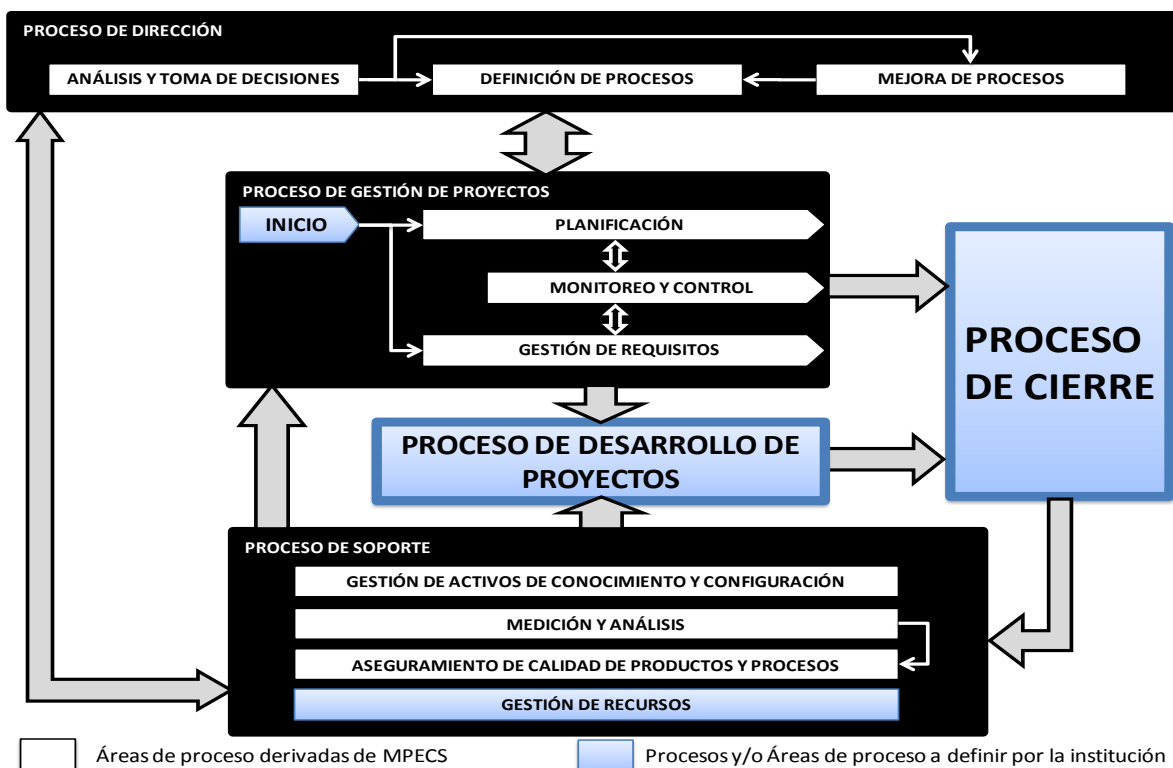 PROCESO DE DIRECCIÓN
ANÁLISIS Y TOMA DE DECISIONES
DEFINICIÓN DE PROCESOS
MEJORA DE PROCESOS
PROCESO DE GESTIÓN DE PROYECTOS
INICIO
PLANIFICACIÓN
MONITOREO Y CONTROL
GESTIÓN DE REQUISITOS
PROCESO
DE CIERRE
PROCESO DE DESARROLLO DE
PROYECTOS
PROCESO DE SOPORTE
GESTIÓN DE ACTIVOS DE CONOCIMIENTO Y CONFIGURACIÓN
MEDICIÓN Y ANÁLISIS
ASEGURAMIENTO DE CALIDAD DE PRODUCTOS Y PROCESOS
GESTIÓN DE RECURSOS
Áreas de proceso derivadas de MPECS
Procesos y/o Áreas de proceso a definir por la institución